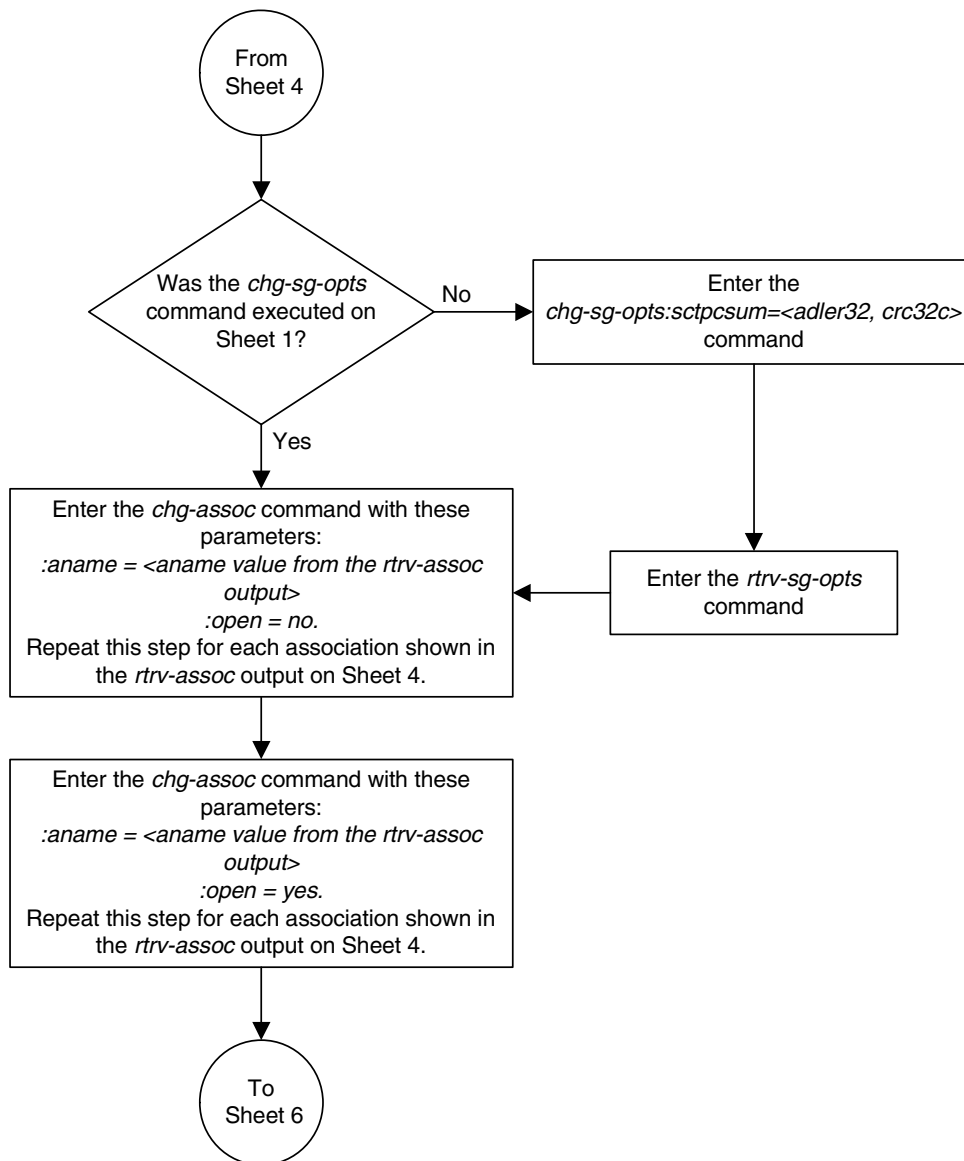 From
Sheet 4
Was the chg-sg-opts
command executed on
Sheet 1?
No
Enter the
chg-sg-opts:sctpcsum=<adler32, crc32c>
command
Yes
Enter the chg-assoc command with these
parameters:
:aname = <aname value from the rtrv-assoc
output>
:open = no.
Repeat this step for each association shown in
the rtrv-assoc output on Sheet 4.
Enter the rtrv-sg-opts
command
Enter the chg-assoc command with these
parameters:
:aname = <aname value from the rtrv-assoc
output>
:open = yes.
Repeat this step for each association shown in
the rtrv-assoc output on Sheet 4.
To
Sheet 6